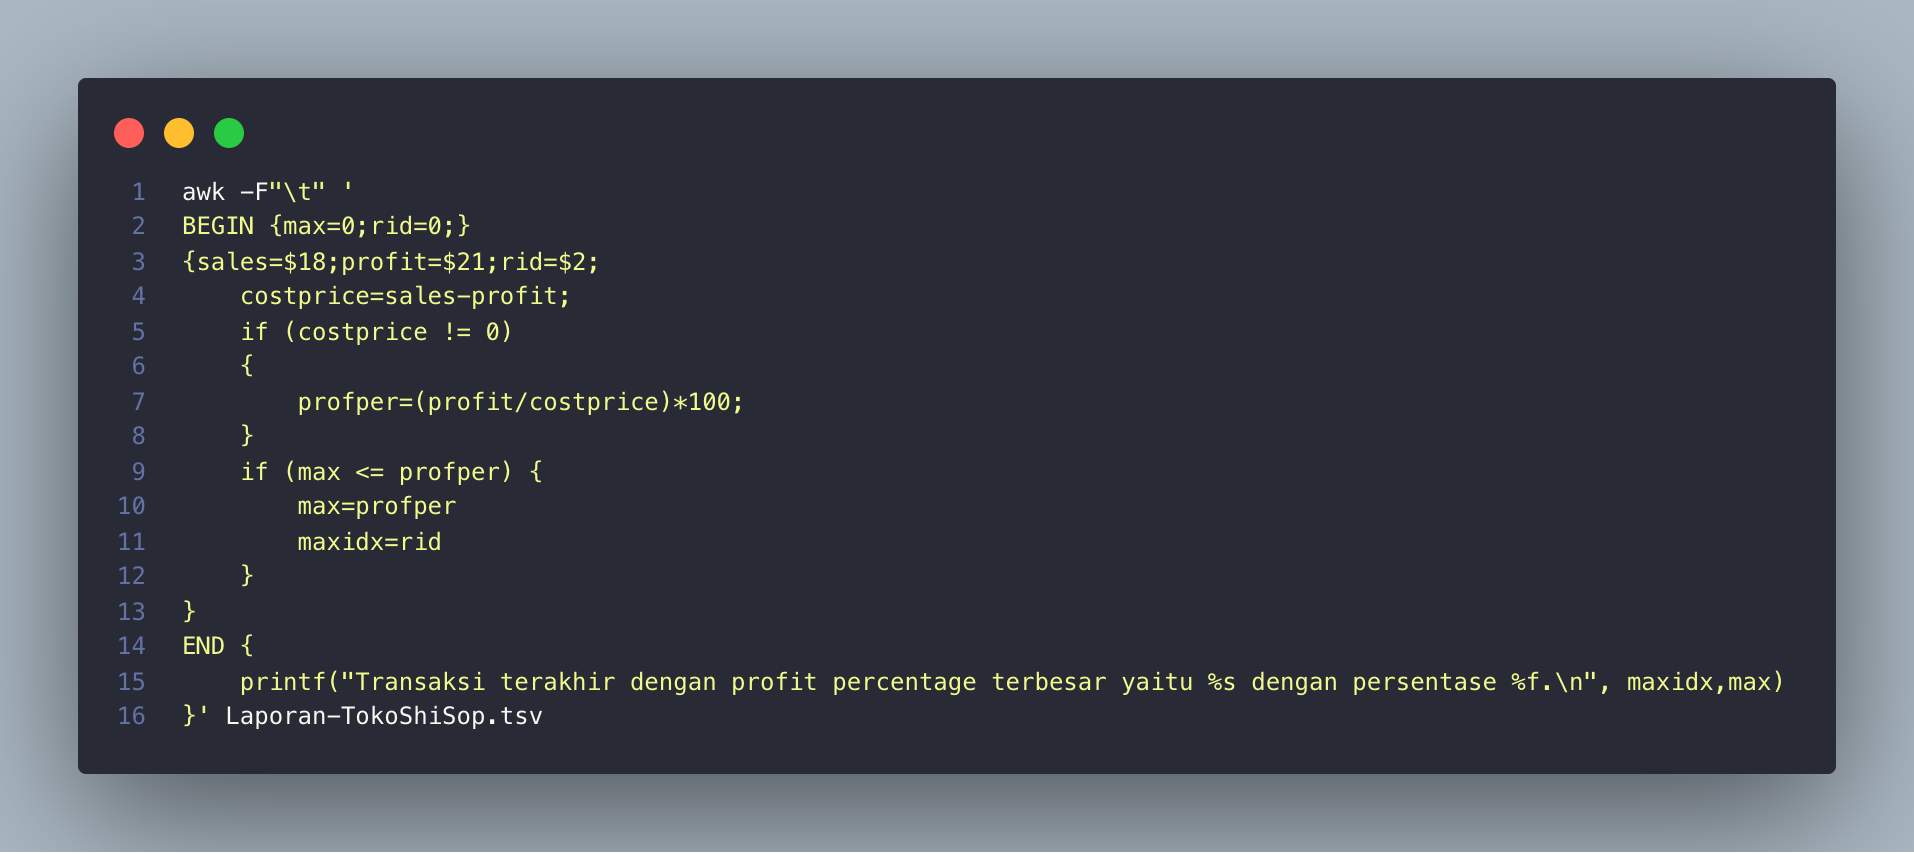 1 awk -F"\t" '
2 BEGIN {max=0;rid=0;}
3 {sales=$18;profit=$21;rid=$2;
4     costprice=sales-profit;
5     if (costprice != 0)
6     {
7         profper=(profit/costprice)*100;
8     }
9     if (max <= profper) {
10         max=profper
11         maxidx=rid
12     }
13 }
14 END {
15     printf("Transaksi terakhir dengan profit percentage terbesar yaitu %s dengan persentase %f.\n", maxidx,max)
16 }' Laporan-TokoShiSop.tsv